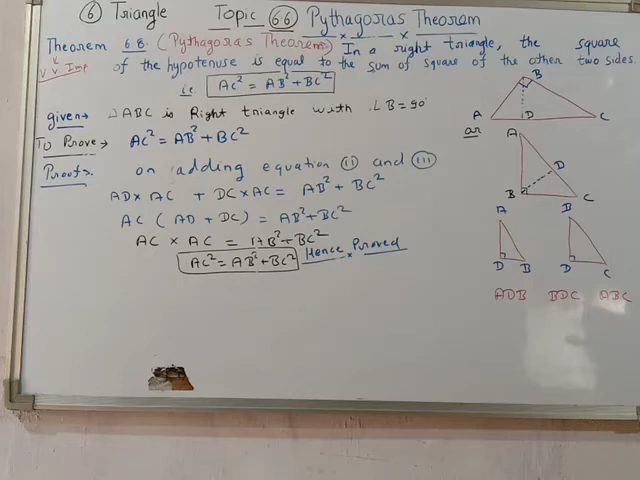 ⑥ Triangle Topic 66 Pythagoras Theoram
Theorem 6.8 (Pythagoras Theorem) In a right triangle, the square
V V V Imp of the hypotenuse is equal to the sum of square of the other two sides
i.e. AC² = AB² + BC²
given → △ABC is Right triangle with ∠B = 90°
To Prove → AC² = AB² + BC²
Proof → on adding equation (ii) and (iii)
AD × AC + DC × AC = AB² + BC²
AC (AD + DC) = AB² + BC²
AC × AC = AB² + BC²
AC² = AB² + BC² Hence Proved
B
A D C
or
A
D
B C
A B
D B D C
ADB BDC ABC